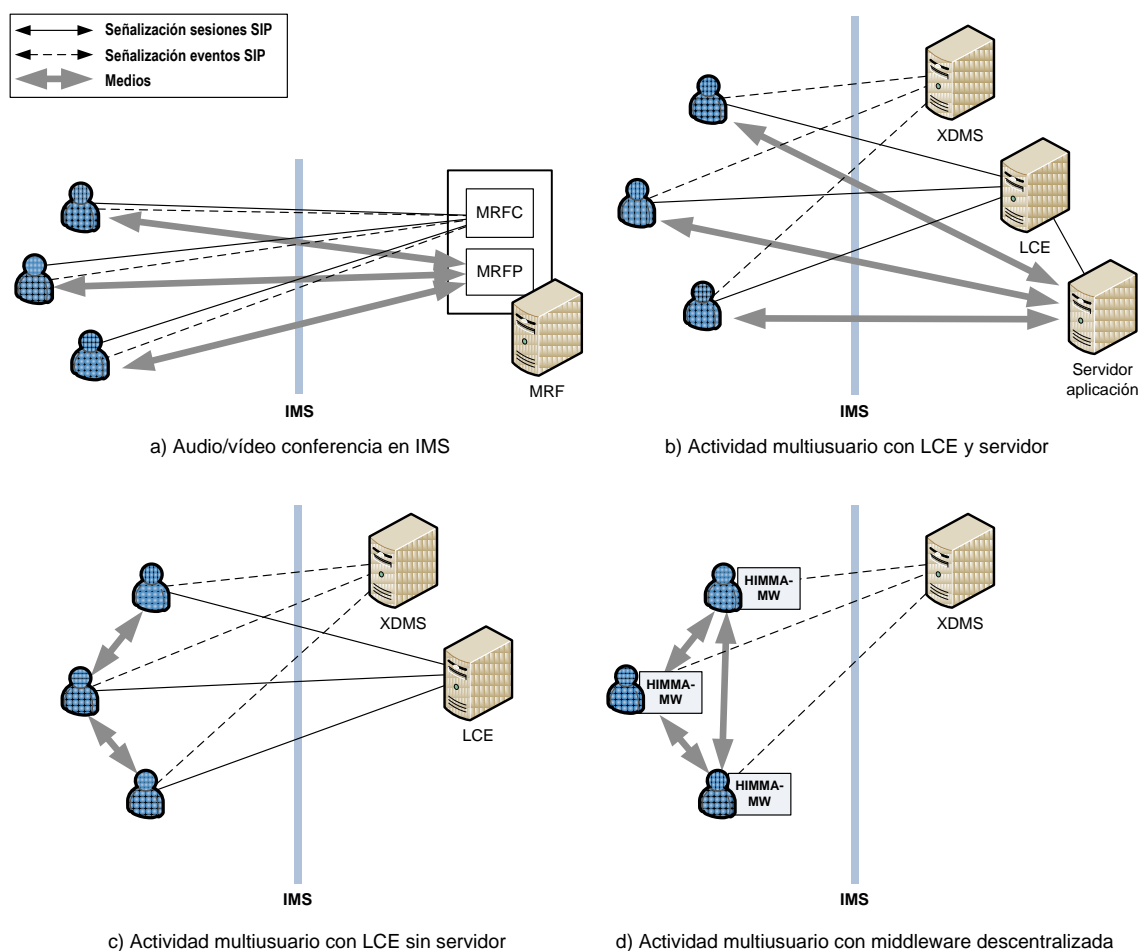 Señalización sesiones SIP
Señalización eventos SIP
Medios
MRFC
MRFP
MRF
IMS
a) Audio/vídeo conferencia en IMS
XDMS
LCE
Servidor
aplicación
IMS
b) Actividad multiusuario con LCE y servidor
XDMS
LCE
IMS
c) Actividad multiusuario con LCE sin servidor
HIMMA-
MW
XDMS
HIMMA-
MW
HIMMA-
MW
IMS
d) Actividad multiusuario con middleware descentralizada